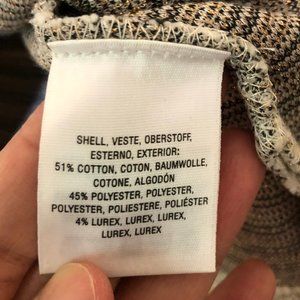 SHELL, VESTE, OBERSTOFF,
ESTERNO, EXTERIOR:
51% COTTON, COTON, BAUMWOLLE,
COTONE, ALGODÓN
45% POLYESTER, POLYESTER,
POLYESTER, POLIESTERE, POLIÉSTER
4% LUREX, LUREX, LUREX,
LUREX, LUREX